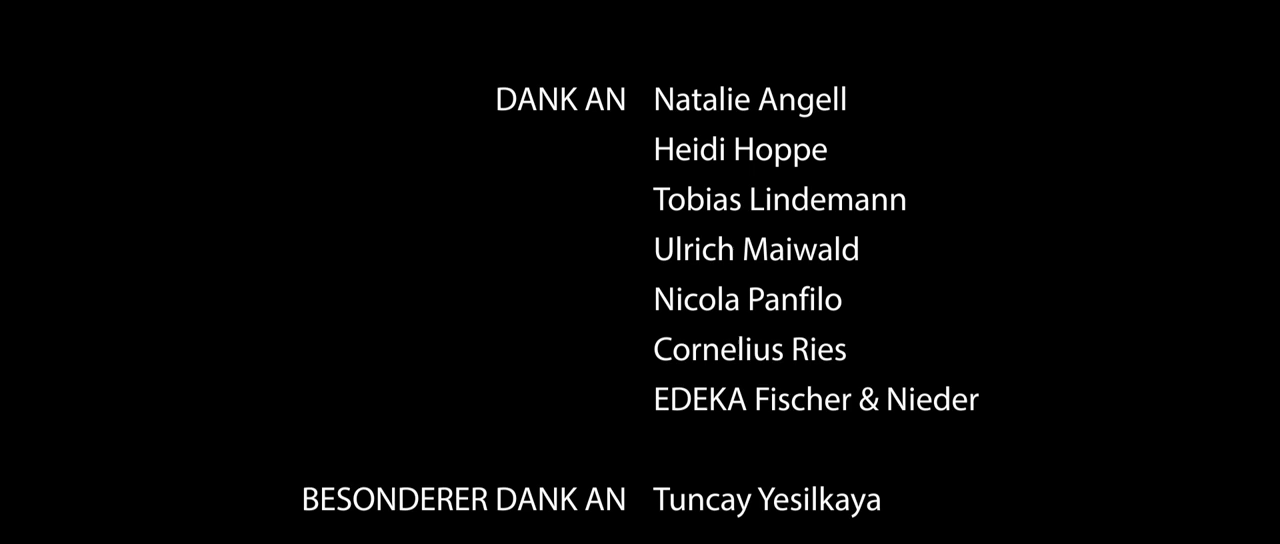 DANK AN Natalie Angell
Heidi Hoppe
Tobias Lindemann
Ulrich Maiwald
Nicola Panfilo
Cornelius Ries
EDEKA Fischer & Nieder
BESONDERER DANK AN Tuncay Yesilkaya